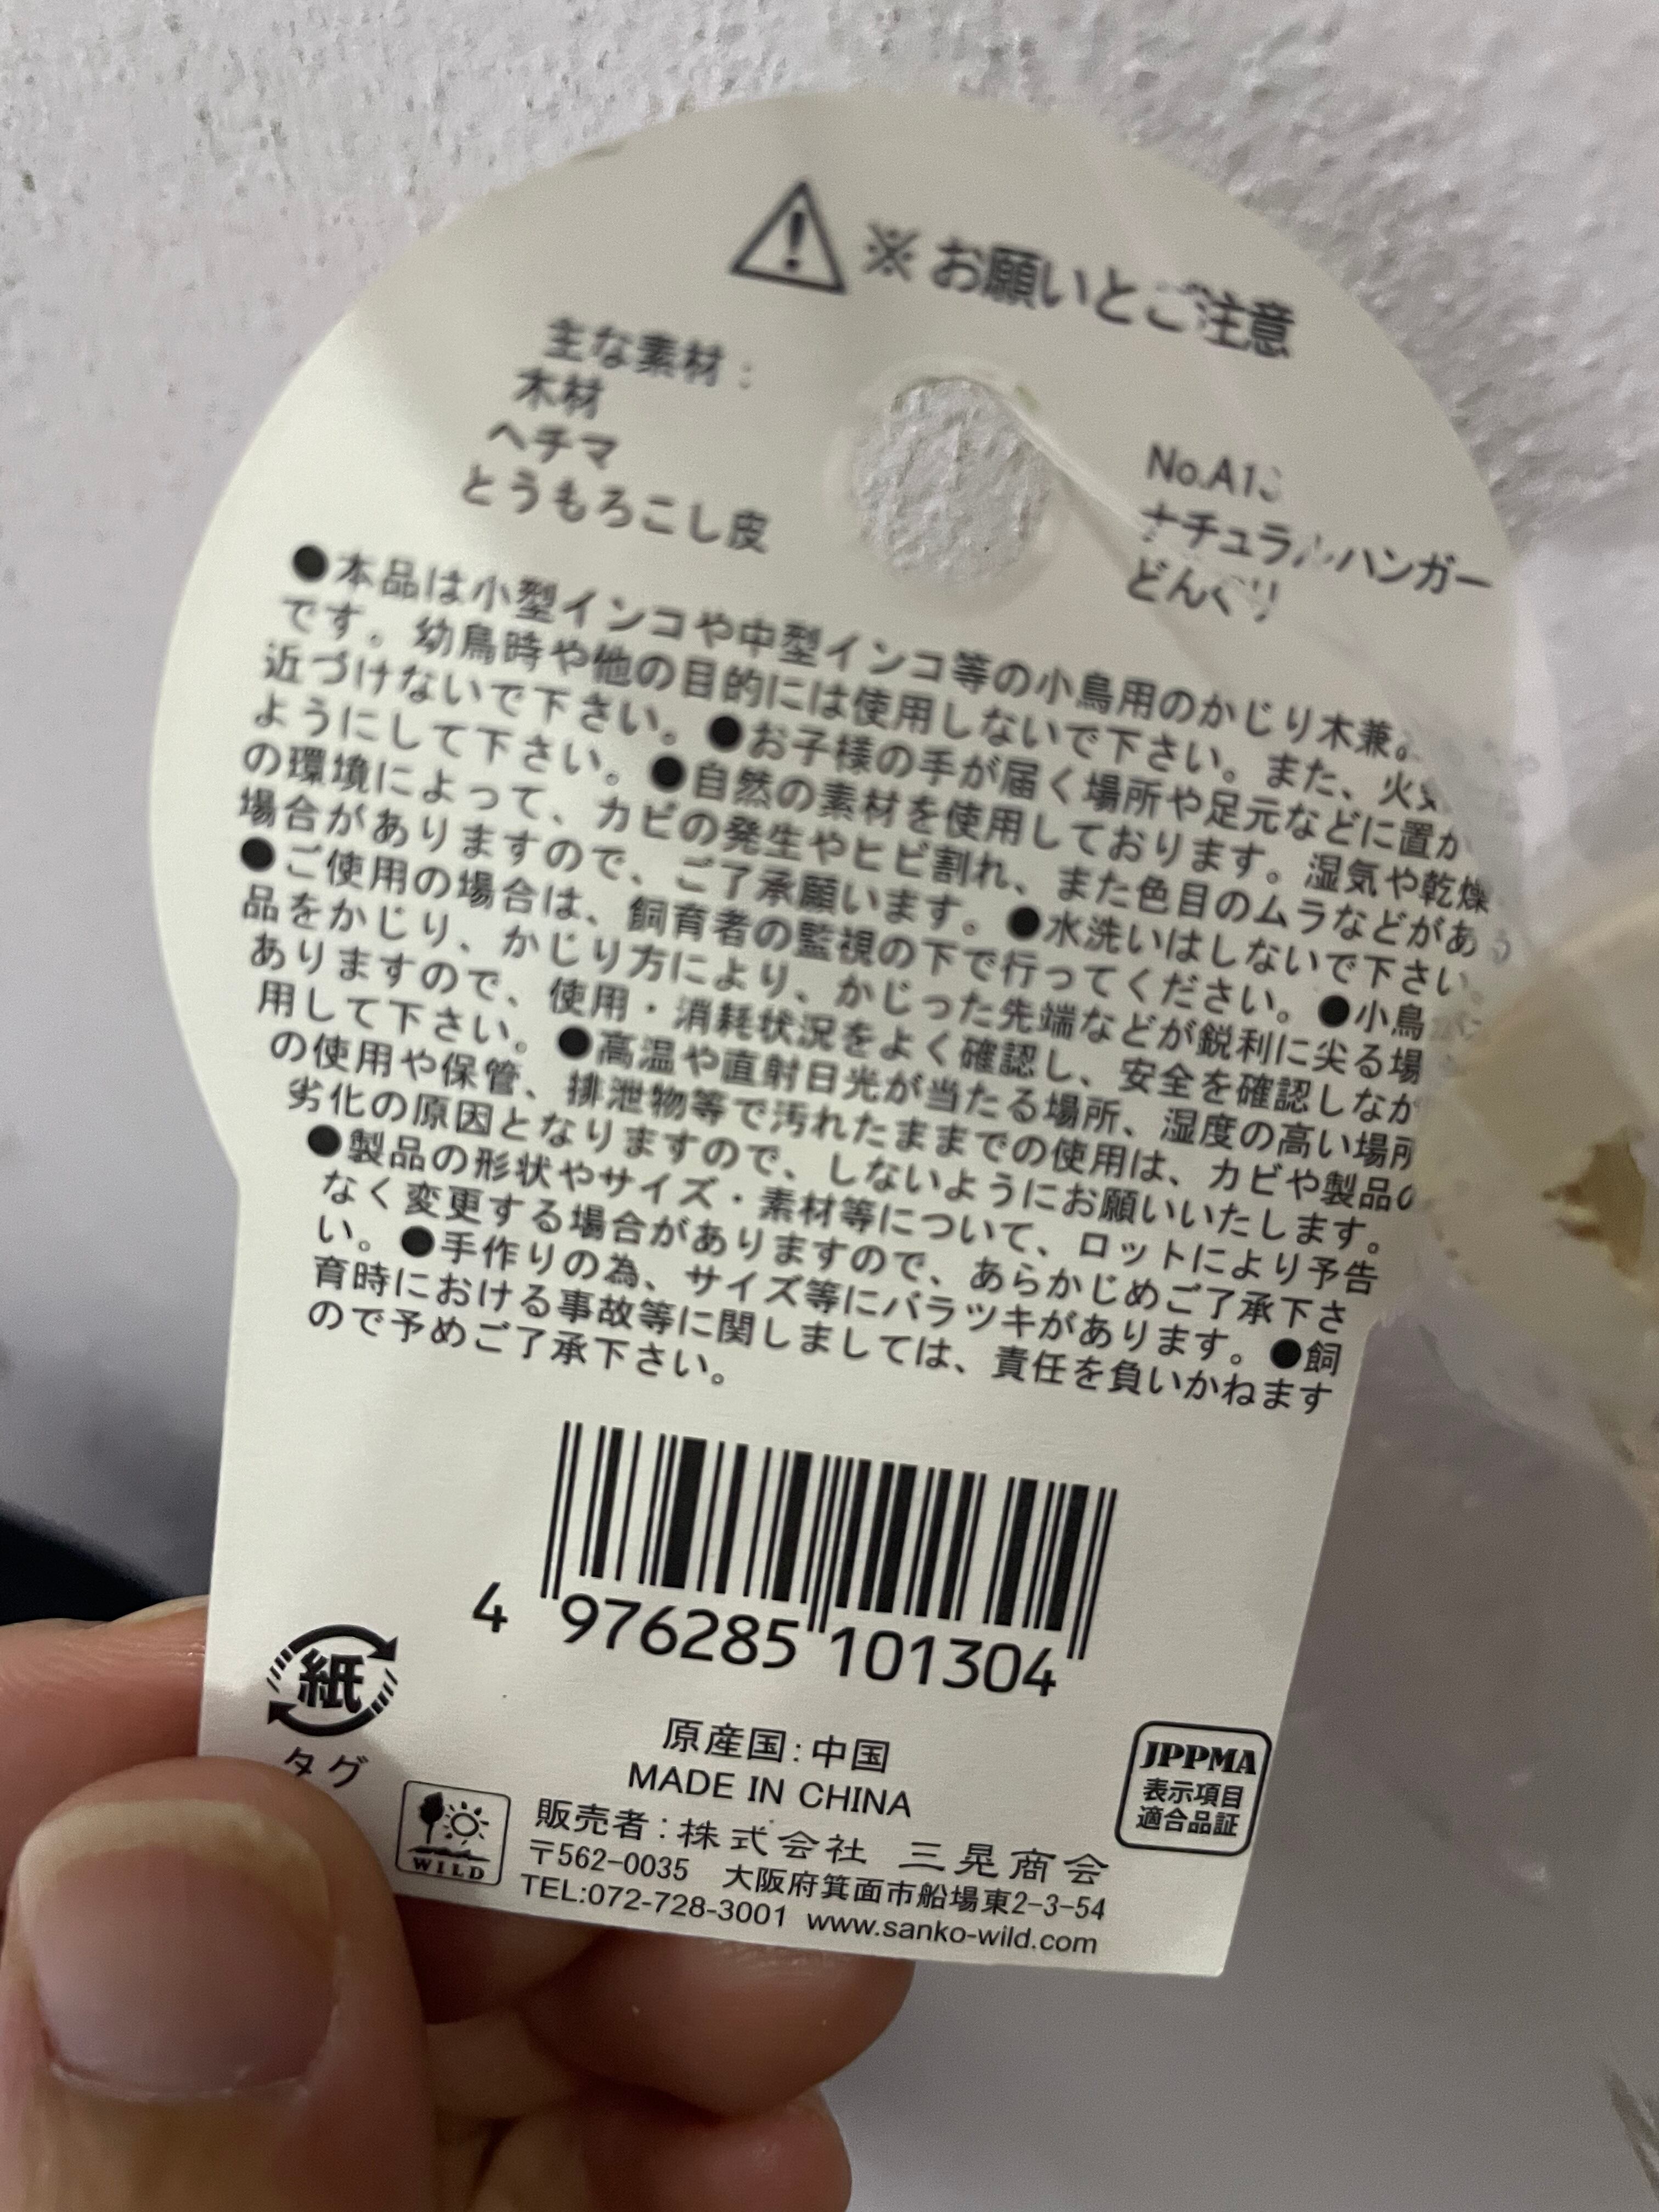 ※お願いとご注意
主な素材：
木材
ヘチマ
とうもろこし皮
No.A13
ナチュラルハンガー
どんぐり
●本品は小型インコや中型インコ等の小鳥用のかじり木兼
です。幼鳥時や他の目的には使用しないで下さい。また、火気
近づけないで下さい。●お子様の手が届く場所や足元などに置か
ようにして下さい。●自然の素材を使用しております。湿気や乾燥
の環境によって、カビの発生やヒビ割れ、また色目のムラなどがある
場合がありますので、ご了承願います。●水洗いはしないで下さい。
●ご使用の場合は、飼育者の監視の下で行ってください。●小鳥が
品をかじり、かじり方により、かじった先端などが鋭利に尖る場
ありますので、使用・消耗状況をよく確認し、安全を確認しなが
用して下さい。●高温や直射日光が当たる場所、湿度の高い場所
の使用や保管、排泄物等で汚れたままでの使用は、カビや製品の
劣化の原因となりますので、しないようにお願いいたします。
●製品の形状やサイズ・素材等について、ロットにより予告
なく変更する場合がありますので、あらかじめご了承下さ
い。●手作りの為、サイズ等にバラツキがあります。●飼
育時における事故等に関しましては、責任を負いかねます
ので予めご了承下さい。
4 976285 101304
紙
タグ
原産国：中国
MADE IN CHINA
JPPMA
表示項目
適合品証
WILD
販売者：株式会社 三晃商会
〒562-0035 大阪府箕面市船場東2-3-54
TEL:072-728-3001 www.sanko-wild.com